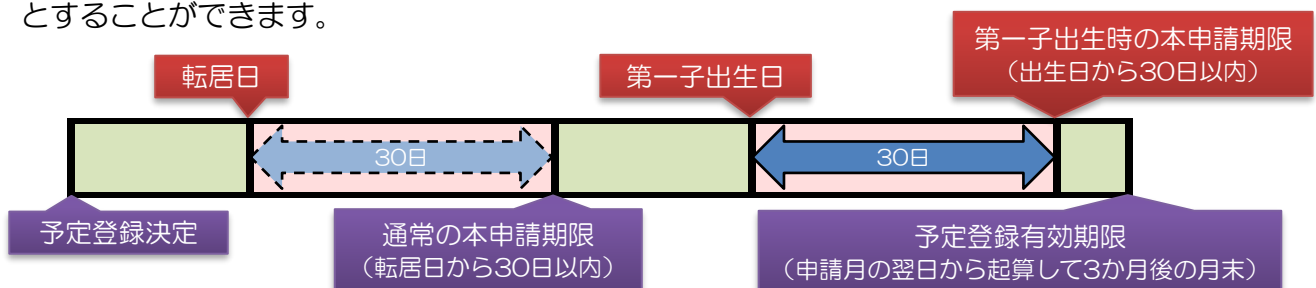 とすることができます。
第一子出生時の本申請期限
（出生日から30日以内）
転居日
第一子出生日
30日
30日
予定登録決定
通常の本申請期限
（転居日から30日以内）
予定登録有効期限
（申請月の翌日から起算して3か月後の月末）